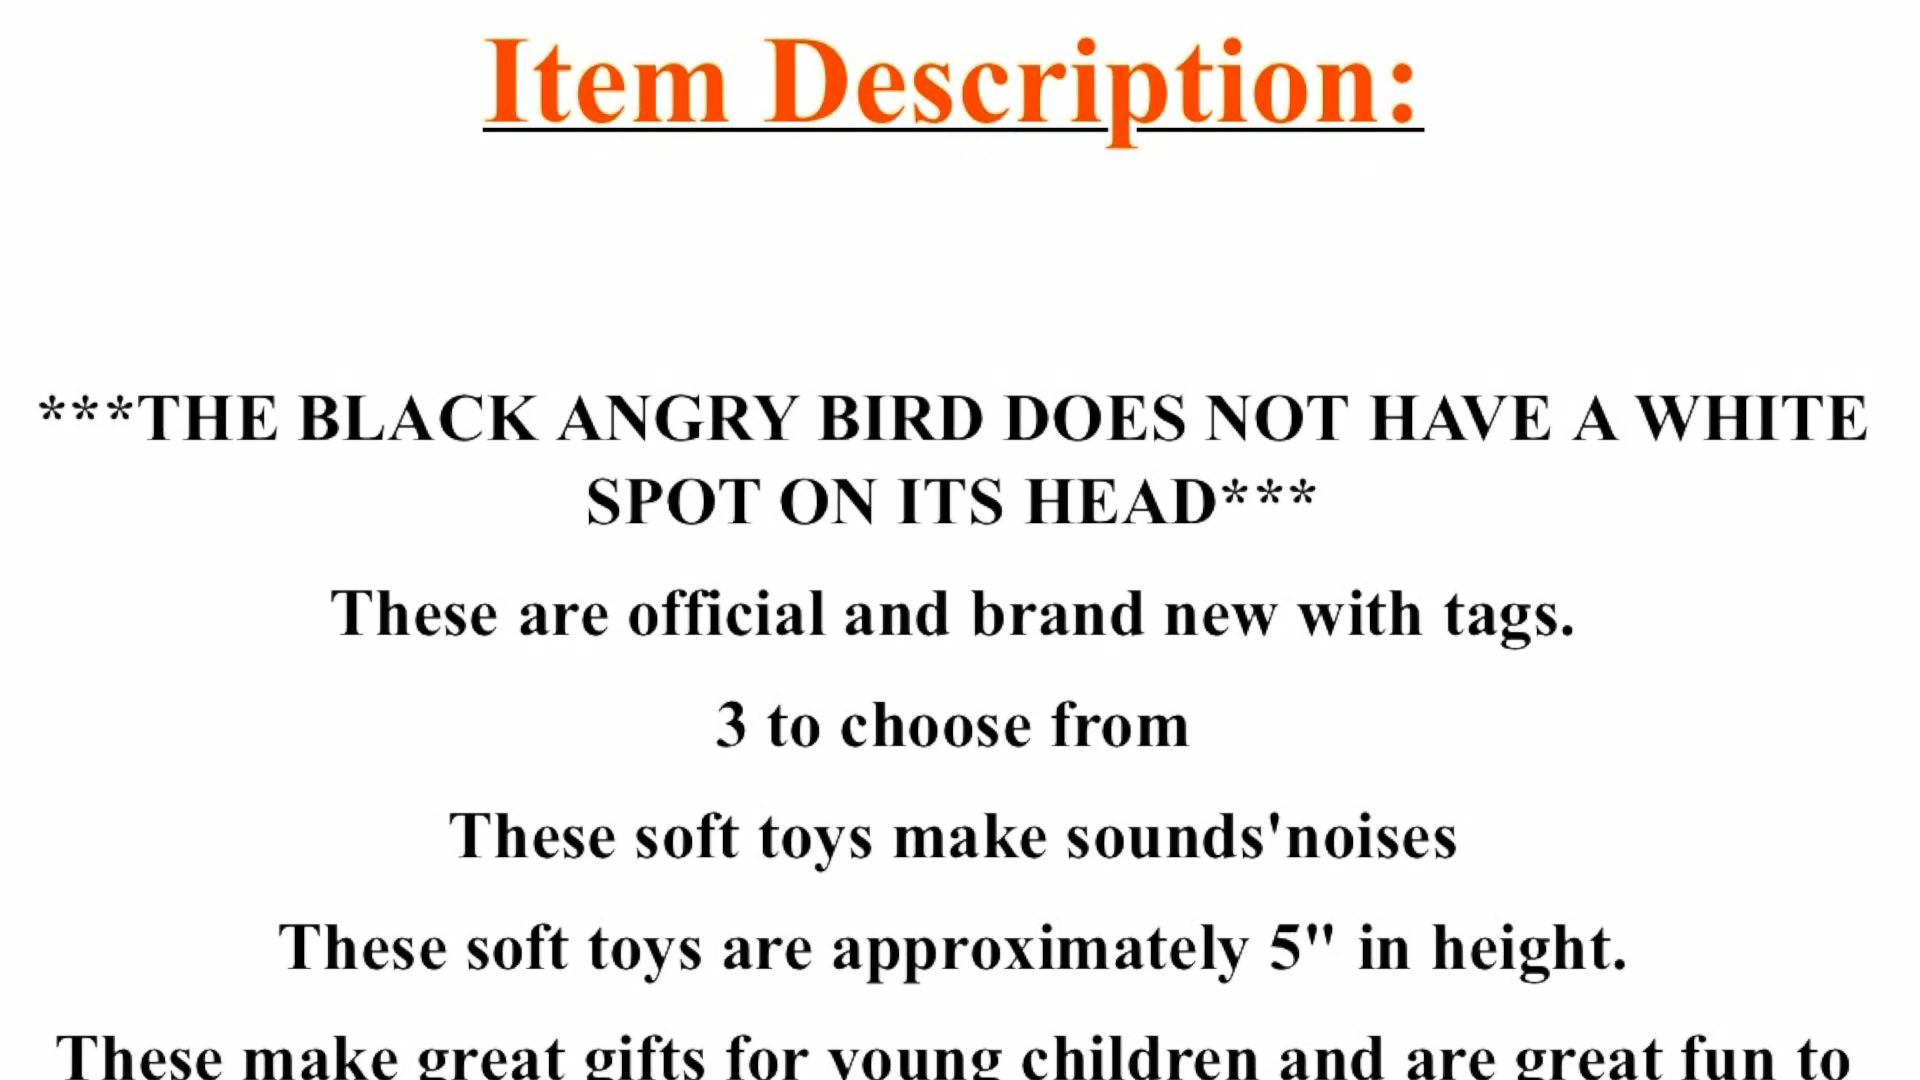 Item Description:
***THE BLACK ANGRY BIRD DOES NOT HAVE A WHITE
SPOT ON ITS HEAD***
These are official and brand new with tags.
3 to choose from
These soft toys make sounds'noises
These soft toys are approximately 5" in height.
These make great gifts for young children and are great fun to